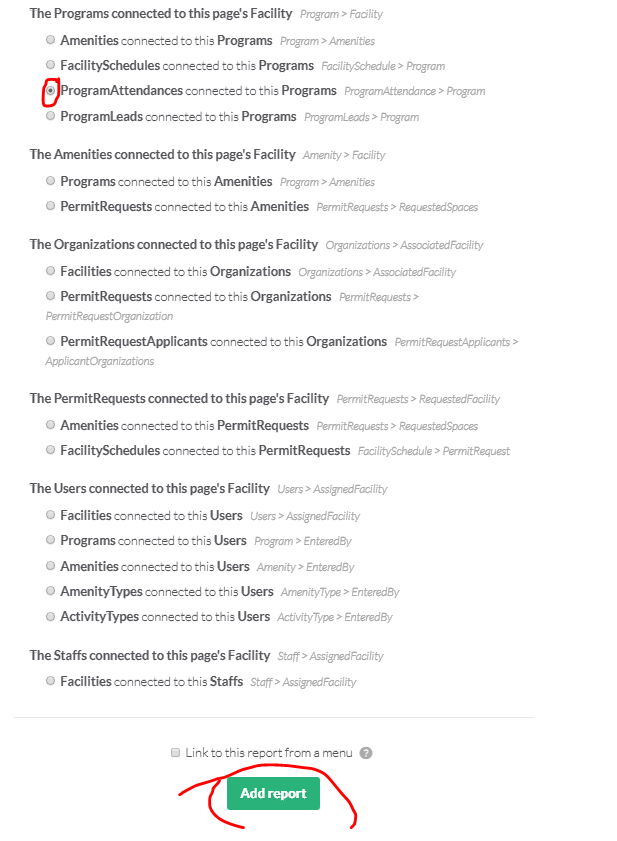 The Programs connected to this page's Facility Program > Facility
Amenities connected to this Programs Program > Amenities
FacilitySchedules connected to this Programs FacilitySchedule > Program
ProgramAttendances connected to this Programs ProgramAttendance > Program
ProgramLeads connected to this Programs ProgramLeads > Program
The Amenities connected to this page's Facility Amenity > Facility
Programs connected to this Amenities Program > Amenities
PermitRequests connected to this Amenities PermitRequests > RequestedSpaces
The Organizations connected to this page's Facility Organizations > AssociatedFacility
Facilities connected to this Organizations Organizations > AssociatedFacility
PermitRequests connected to this Organizations PermitRequests >
PermitRequestOrganization
PermitRequestApplicants connected to this Organizations PermitRequestApplicants >
ApplicantOrganizations
The PermitRequests connected to this page's Facility PermitRequests > RequestedFacility
Amenities connected to this PermitRequests PermitRequests > RequestedSpaces
FacilitySchedules connected to this PermitRequests FacilitySchedule > PermitRequest
The Users connected to this page's Facility Users > AssignedFacility
Facilities connected to this Users Users > AssignedFacility
Programs connected to this Users Program > EnteredBy
Amenities connected to this Users Amenity > EnteredBy
AmenityTypes connected to this Users AmenityType > EnteredBy
ActivityTypes connected to this Users ActivityType > EnteredBy
The Staffs connected to this page's Facility Staff > AssignedFacility
Facilities connected to this Staffs Staff > AssignedFacility
Link to this report from a menu ?
Add report